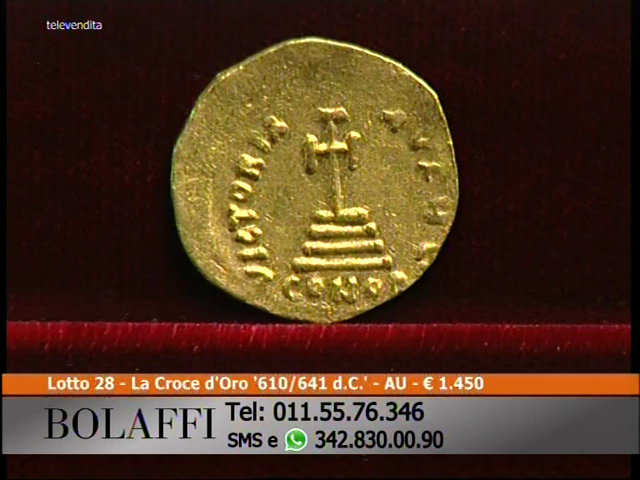 televendita
VICTORIA AVGHU
CONOB
Lotto 28 - La Croce d'Oro '610/641 d.C.' - AU - € 1.450
BOLAFFI
Tel: 011.55.76.346
SMS e 342.830.00.90